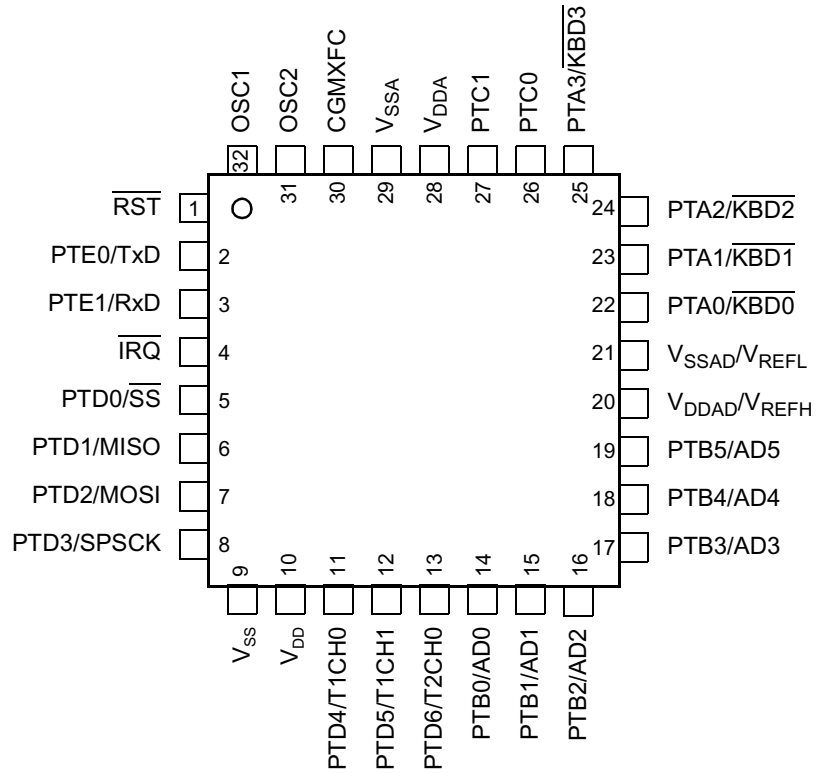 OSC1
OSC2
CGMXFC
VSSA
VDDA
PTC1
PTC0
PTA3/KBD3
32
31
30
29
28
27
26
25
RST
1
PTE0/TxD
2
PTE1/RxD
3
IRQ
4
PTD0/SS
5
PTD1/MISO
6
PTD2/MOSI
7
PTD3/SPSCK
8
24
PTA2/KBD2
23
PTA1/KBD1
22
PTA0/KBD0
21
VSSAD/VREFL
20
VDDAD/VREFH
19
PTB5/AD5
18
PTB4/AD4
17
PTB3/AD3
9
10
11
12
13
14
15
16
VSS
VDD
PTD4/T1CH0
PTD5/T1CH1
PTD6/T2CH0
PTB0/AD0
PTB1/AD1
PTB2/AD2